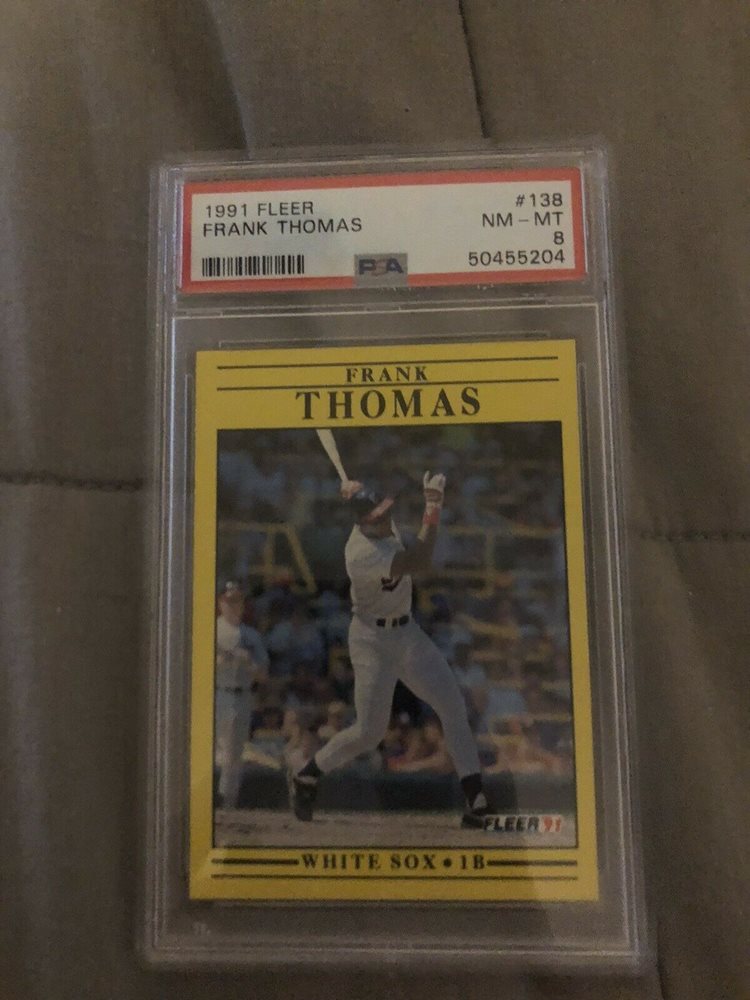 1991 FLEER
#138
FRANK THOMAS
NM - MT
8
PSA
50455204
FRANK
THOMAS
FLEER '91
WHITE SOX • 1B